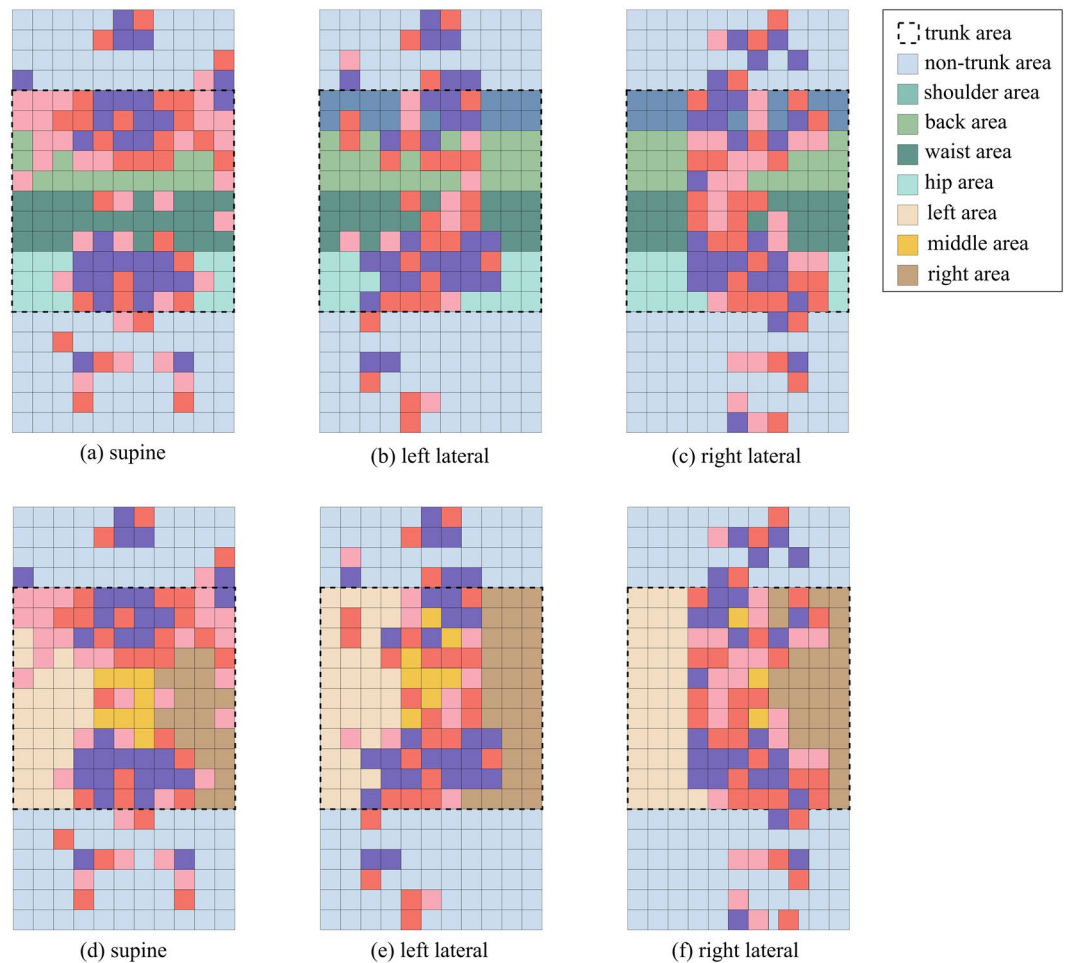 trunk area
non-trunk area
shoulder area
back area
waist area
hip area
left area
middle area
right area
(a) supine
(b) left lateral
(c) right lateral
(d) supine
(e) left lateral
(f) right lateral